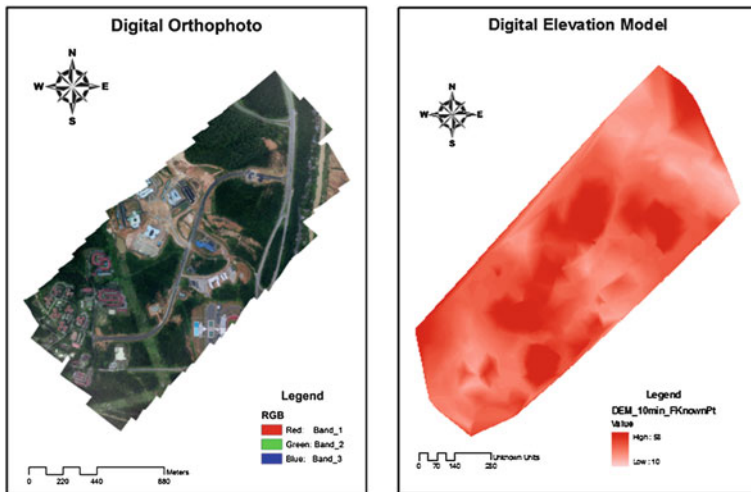 Digital Orthophoto
N
W E
S
Legend
RGB
Red: Band_1
Green: Band_2
Blue: Band_3
Meters
0 220 440 880
Digital Elevation Model
N
W E
S
Legend
DEM_10min_FKnownPt
Value
High : 58
Low : 10
Unknown Units
0 70 140 280